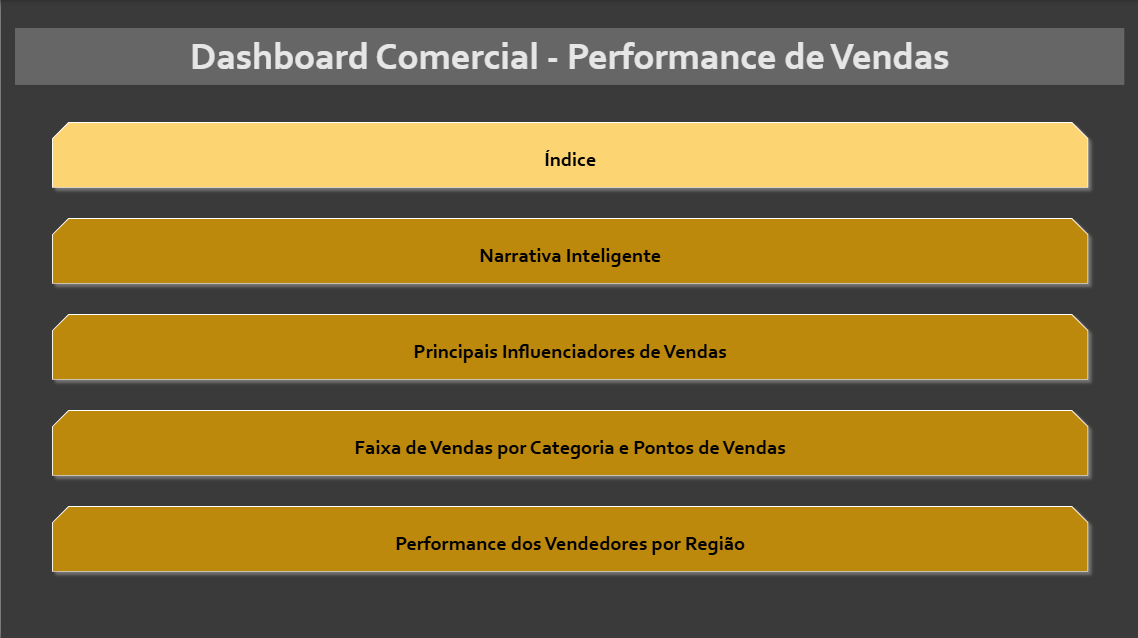 Dashboard Comercial - Performance de Vendas
Índice
Narrativa Inteligente
Principais Influenciadores de Vendas
Faixa de Vendas por Categoria e Pontos de Vendas
Performance dos Vendedores por Região